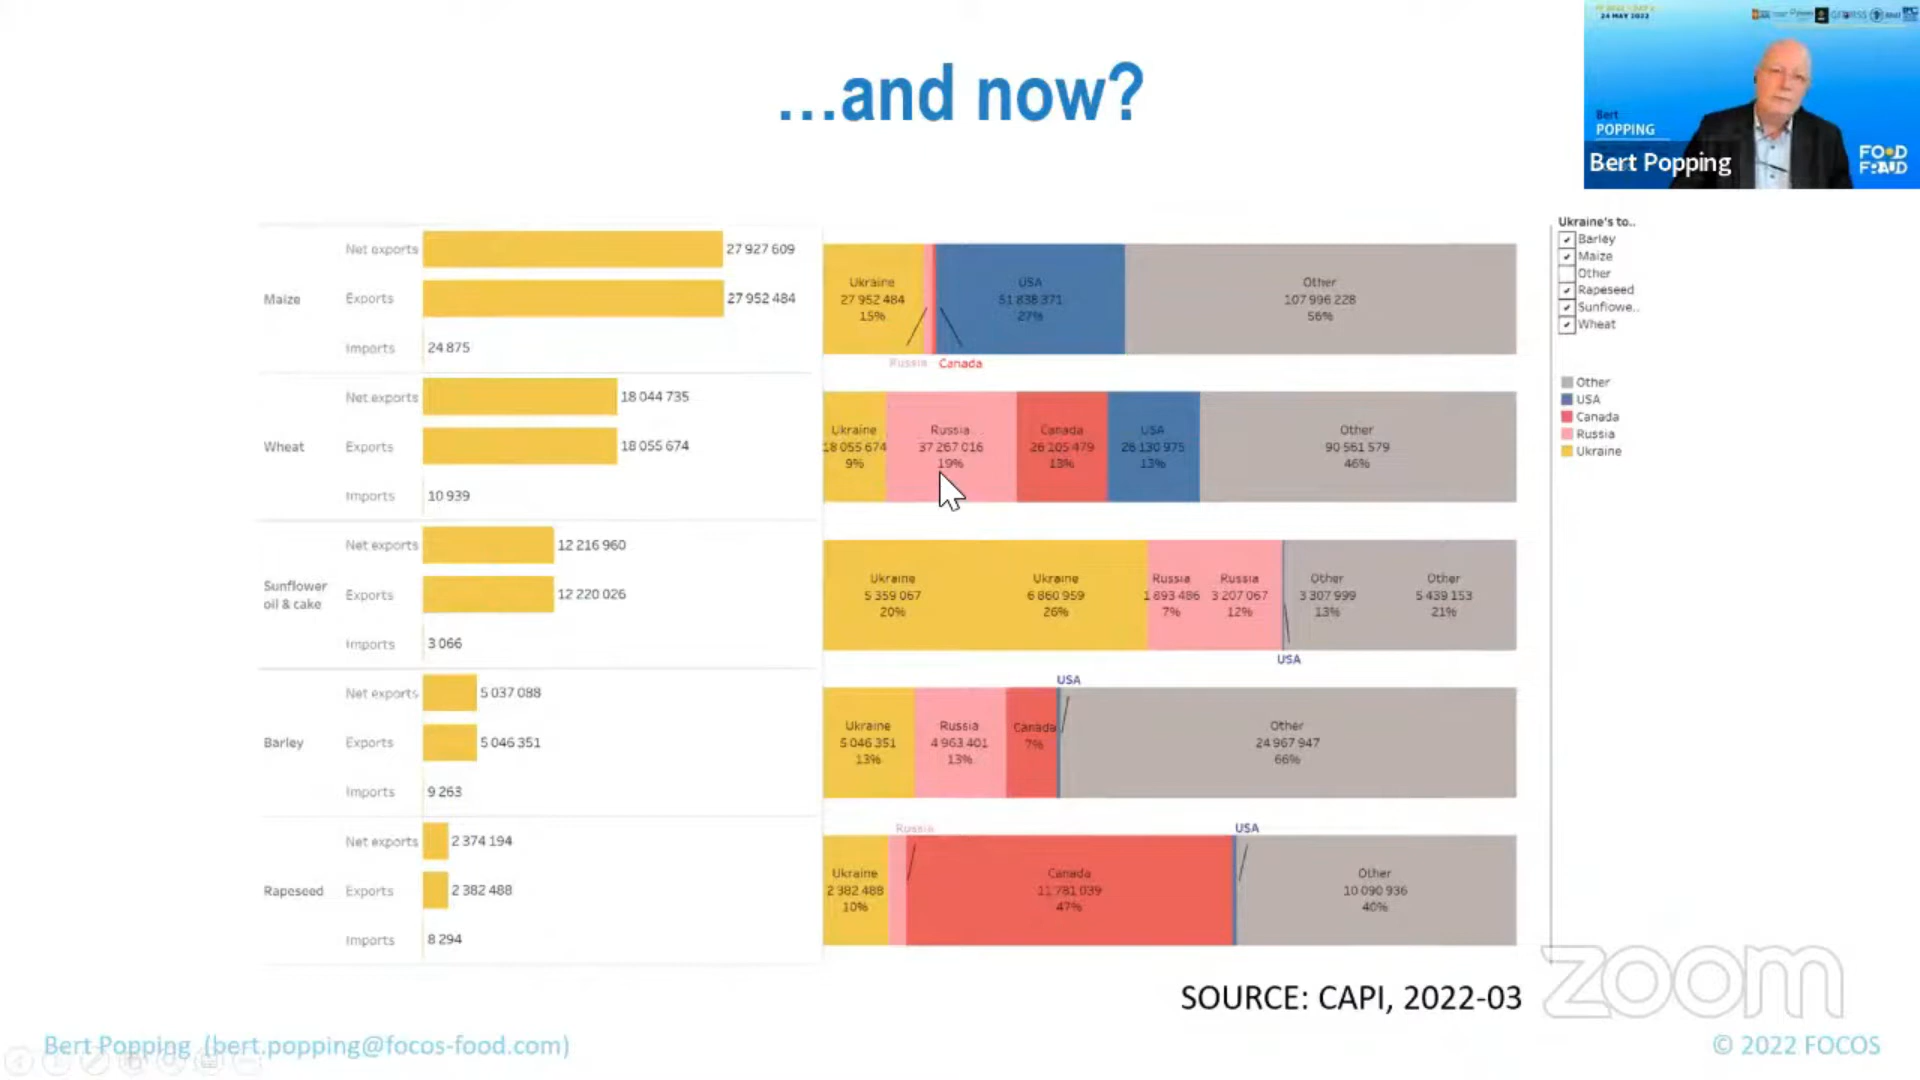 …and now?
24 MAY 2022
Bert
POPPING
Bert Popping
FOOD
FRAUD
Maize
Net exports
27 927 609
Exports
27 952 484
Imports
24 875
Ukraine
27 952 484
15%
Russia
Canada
USA
51 838 371
27%
Other
107 996 228
56%
Wheat
Net exports
18 044 735
Exports
18 055 674
Imports
10 939
Ukraine
18 055 674
9%
Russia
37 267 016
19%
Canada
26 105 479
13%
USA
26 130 975
13%
Other
90 561 579
46%
Sunflower
oil & cake
Net exports
12 216 960
Exports
12 220 026
Imports
3 066
Ukraine
5 359 067
20%
Ukraine
6 860 959
26%
Russia
1 893 486
7%
Russia
3 207 067
12%
USA
Other
3 307 999
13%
Other
5 439 153
21%
Barley
Net exports
5 037 088
Exports
5 046 351
Imports
9 263
Ukraine
5 046 351
13%
Russia
4 963 401
13%
Canada
7%
USA
Other
24 967 947
66%
Rapeseed
Net exports
2 374 194
Exports
2 382 488
Imports
8 294
Ukraine
2 382 488
10%
Russia
Canada
11 781 039
47%
USA
Other
10 090 936
40%
Ukraine's to..
Barley
Maize
Other
Rapeseed
Sunflowe..
Wheat
Other
USA
Canada
Russia
Ukraine
SOURCE: CAPI, 2022-03
zoom
Bert Popping (bert.popping@focos-food.com)
© 2022 FOCOS